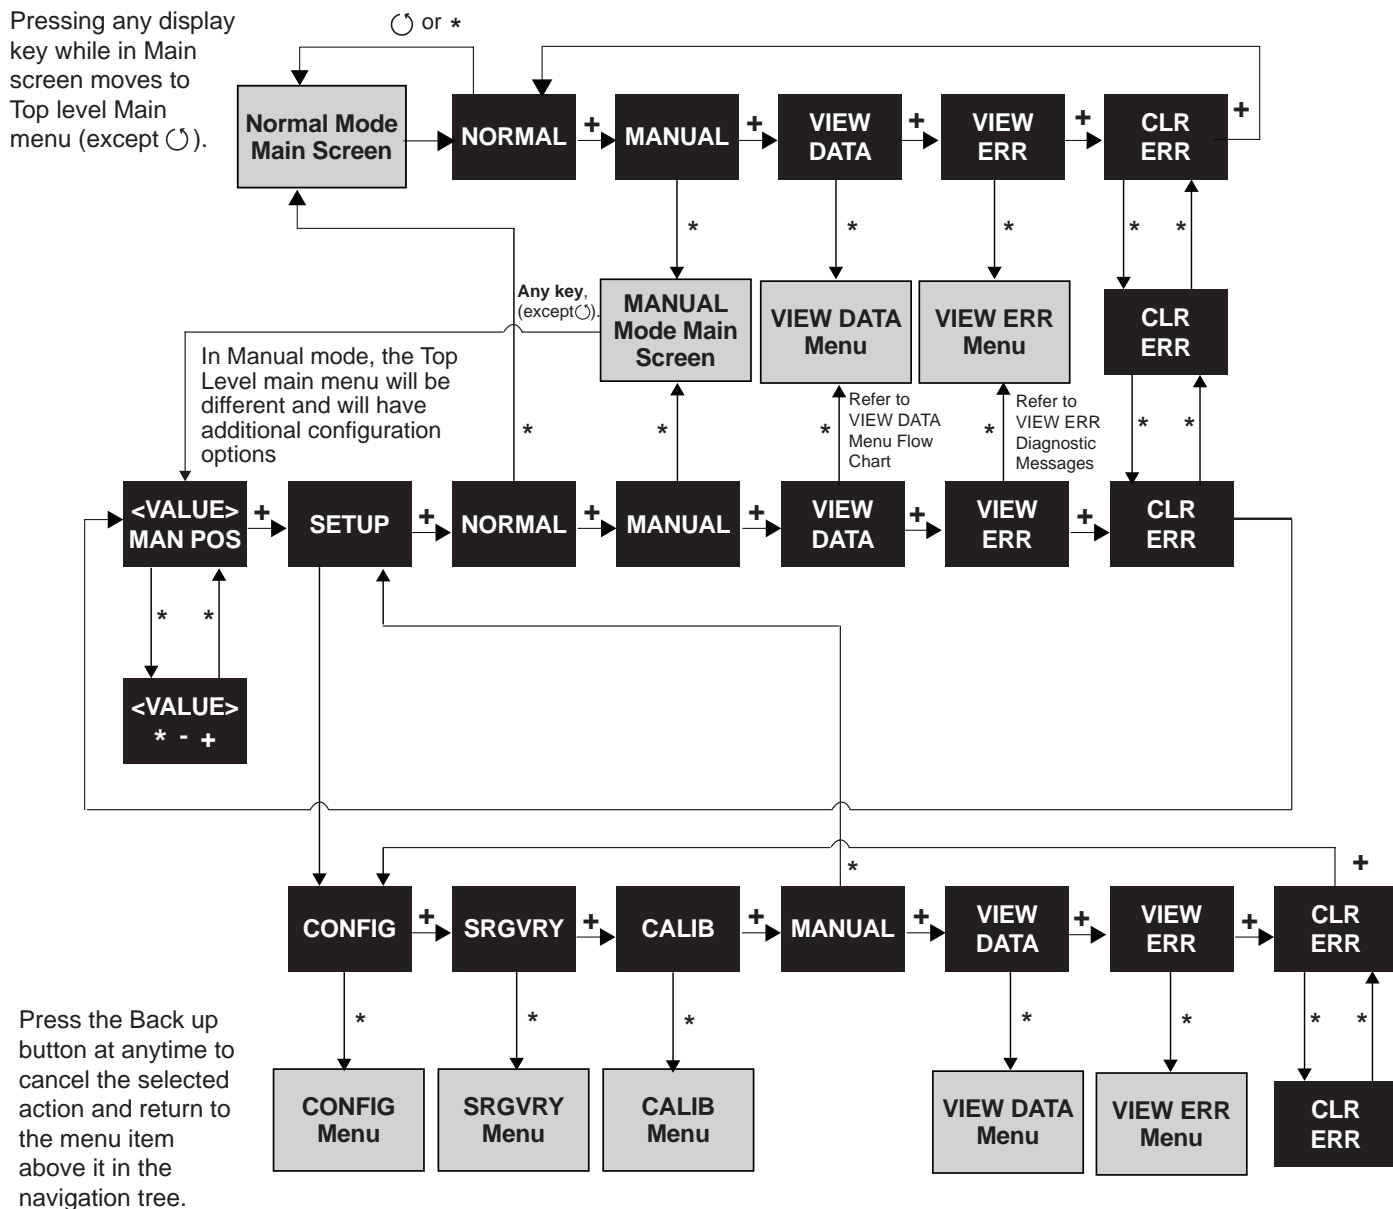 Pressing any display
key while in Main
screen moves to
Top level Main
menu (except ↺).
↺ or *
Normal Mode
Main Screen
NORMAL
+
MANUAL
+
VIEW
DATA
+
VIEW
ERR
+
CLR
ERR
+
*
*
*
*
*
Any key,
(except↺).
MANUAL
Mode Main
Screen
VIEW DATA
Menu
VIEW ERR
Menu
CLR
ERR
In Manual mode, the Top
Level main menu will be
different and will have
additional configuration
options
*
*
*
Refer to
VIEW DATA
Menu Flow
Chart
*
Refer to
VIEW ERR
Diagnostic
Messages
*
*
<VALUE>
MAN POS
+
SETUP
+
NORMAL
+
MANUAL
+
VIEW
DATA
+
VIEW
ERR
+
CLR
ERR
*
*
<VALUE>
* - +
*
+
CONFIG
+
SRGVRY
+
CALIB
+
MANUAL
+
VIEW
DATA
+
VIEW
ERR
+
CLR
ERR
*
*
*
*
*
*
*
Press the Back up
button at anytime to
cancel the selected
action and return to
the menu item
above it in the
navigation tree.
CONFIG
Menu
SRGVRY
Menu
CALIB
Menu
VIEW DATA
Menu
VIEW ERR
Menu
CLR
ERR